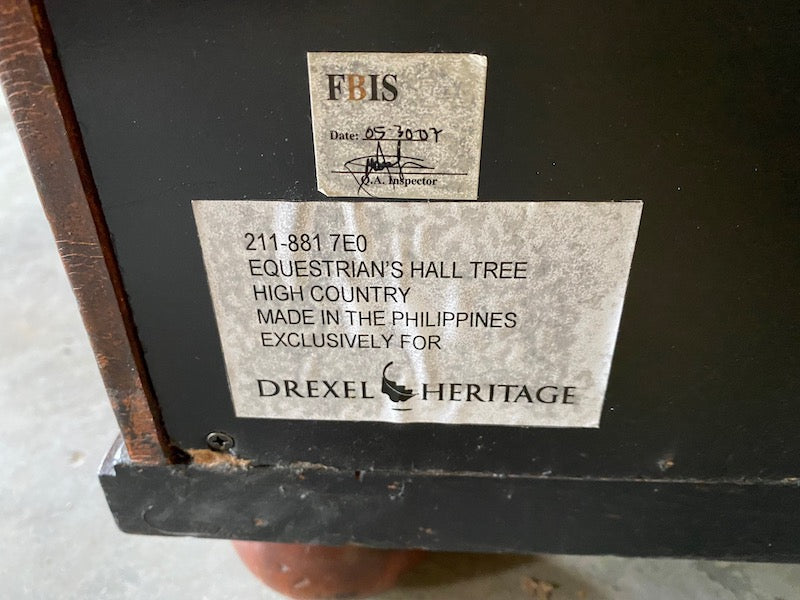 FBIS
Date: 05-30 07
Q.A. Inspector
211-881 7E0
EQUESTRIAN'S HALL TREE
HIGH COUNTRY
MADE IN THE PHILIPPINES
EXCLUSIVELY FOR
DREXEL HERITAGE